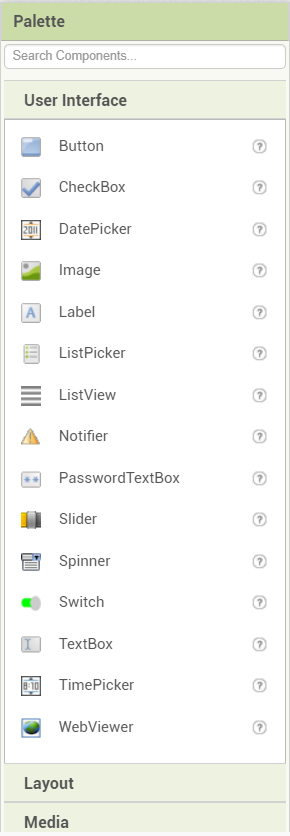 Palette
Search Components...
User Interface
Button
CheckBox
DatePicker
Image
Label
ListPicker
ListView
Notifier
PasswordTextBox
Slider
Spinner
Switch
TextBox
TimePicker
WebViewer
Layout
Media